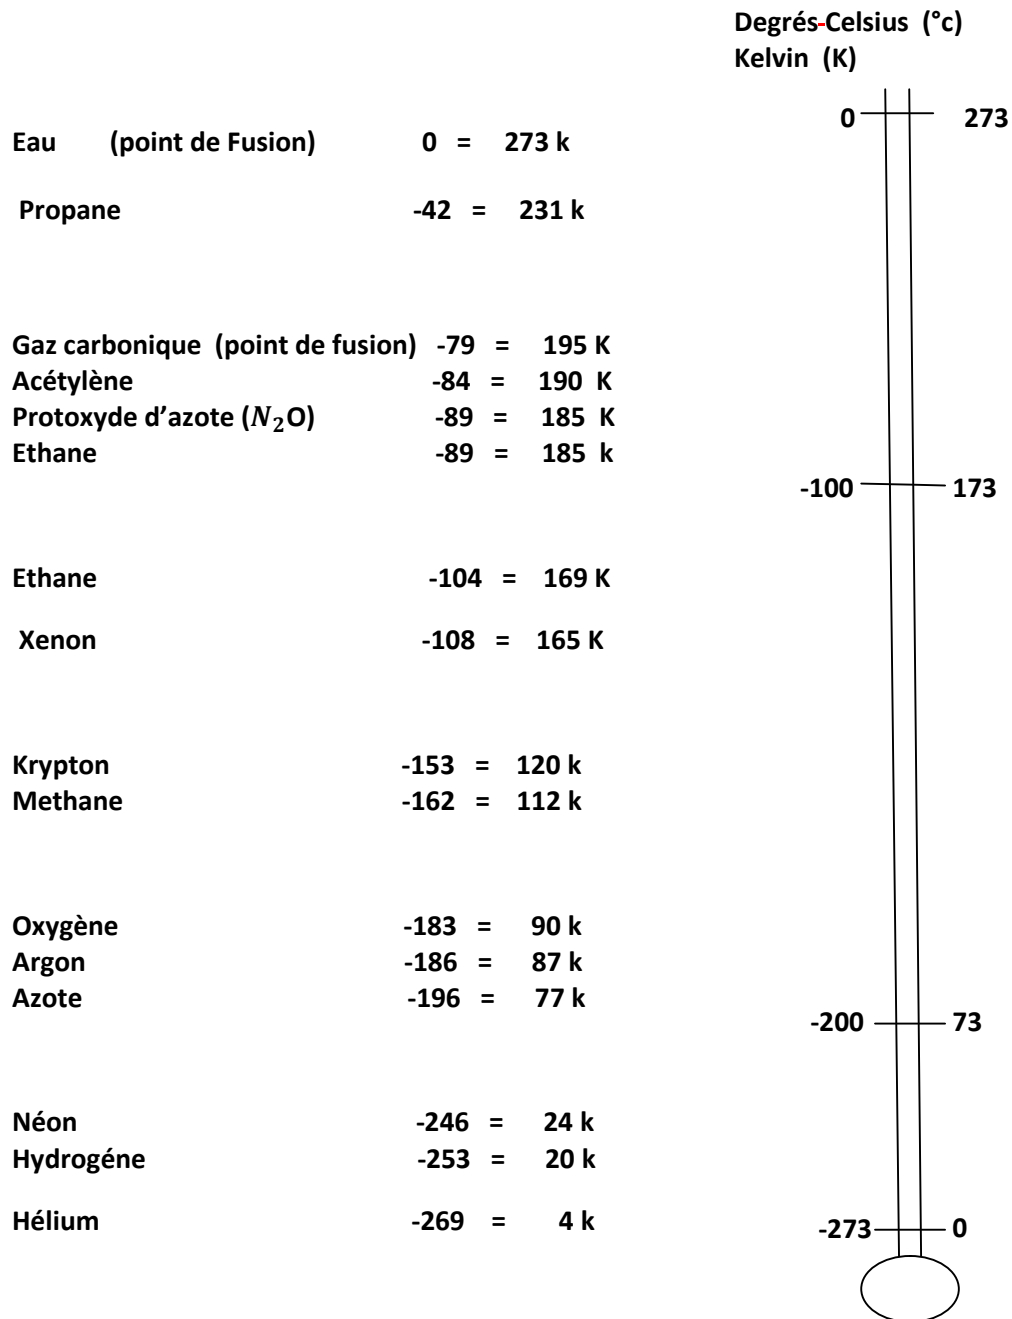 Degrés-Celsius (°c)
Kelvin (K)
0 273
Eau (point de Fusion) 0 = 273 k
Propane -42 = 231 k
Gaz carbonique (point de fusion) -79 = 195 K
Acétylène -84 = 190 K
Protoxyde d’azote (N₂O) -89 = 185 K
Ethane -89 = 185 k
-100 173
Ethane -104 = 169 K
Xenon -108 = 165 K
Krypton -153 = 120 k
Methane -162 = 112 k
Oxygène -183 = 90 k
Argon -186 = 87 k
Azote -196 = 77 k
-200 73
Néon -246 = 24 k
Hydrogéne -253 = 20 k
Hélium -269 = 4 k
-273 0